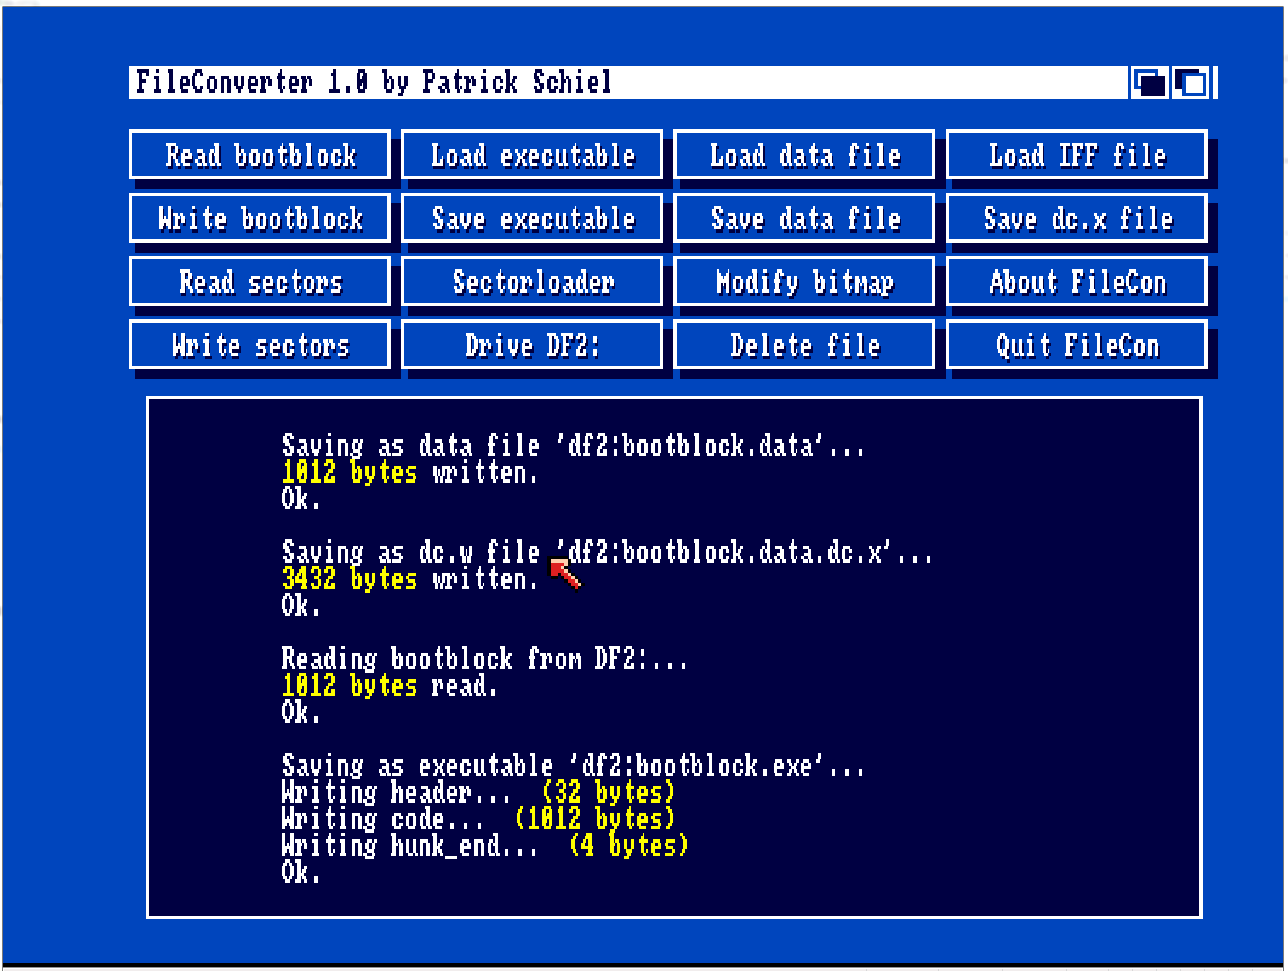 FileConverter 1.0 by Patrick Schiel
Read bootblock Load executable Load data file Load IFF file
Write bootblock Save executable Save data file Save dc.x file
Read sectors Sectorloader Modify bitmap About FileCon
Write sectors Drive DF2: Delete file Quit FileCon
Saving as data file 'df2:bootblock.data'...
1012 bytes written.
Ok.
Saving as dc.w file 'df2:bootblock.data.dc.x'...
3432 bytes written.
Ok.
Reading bootblock from DF2:...
1012 bytes read.
Ok.
Saving as executable 'df2:bootblock.exe'...
Writing header... (32 bytes)
Writing code... (1012 bytes)
Writing hunk_end... (4 bytes)
Ok.